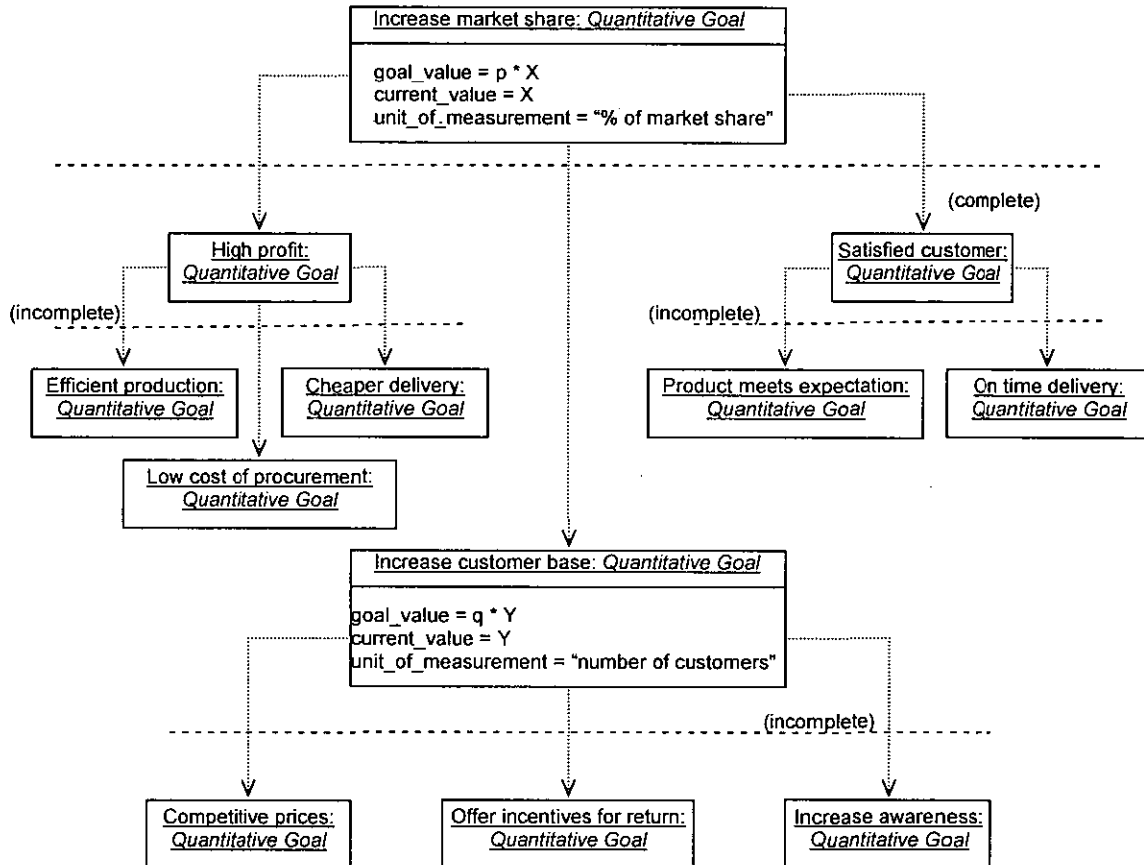 Increase market share: Quantitative Goal
goal_value = p * X
current_value = X
unit_of_measurement = “% of market share”
(complete)
High profit:
Quantitative Goal
Satisfied customer:
Quantitative Goal
(incomplete)
(incomplete)
Efficient production:
Quantitative Goal
Cheaper delivery:
Quantitative Goal
Product meets expectation:
Quantitative Goal
On time delivery:
Quantitative Goal
Low cost of procurement:
Quantitative Goal
Increase customer base: Quantitative Goal
goal_value = q * Y
current_value = Y
unit_of_measurement = “number of customers”
(incomplete)
Competitive prices:
Quantitative Goal
Offer incentives for return:
Quantitative Goal
Increase awareness:
Quantitative Goal